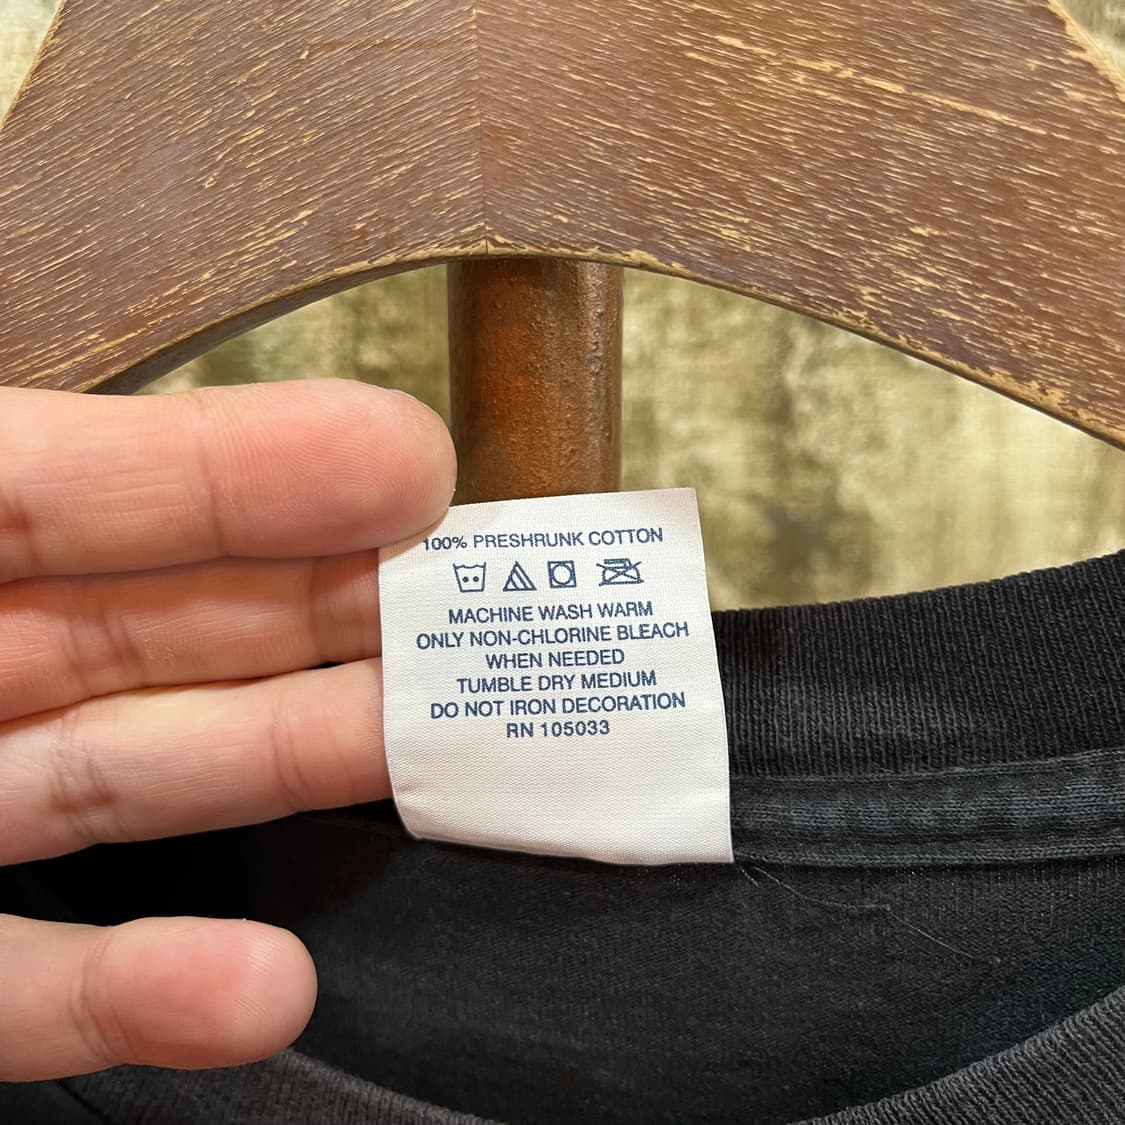 100% PRESHRUNK COTTON
MACHINE WASH WARM
ONLY NON-CHLORINE BLEACH
WHEN NEEDED
TUMBLE DRY MEDIUM
DO NOT IRON DECORATION
RN 105033